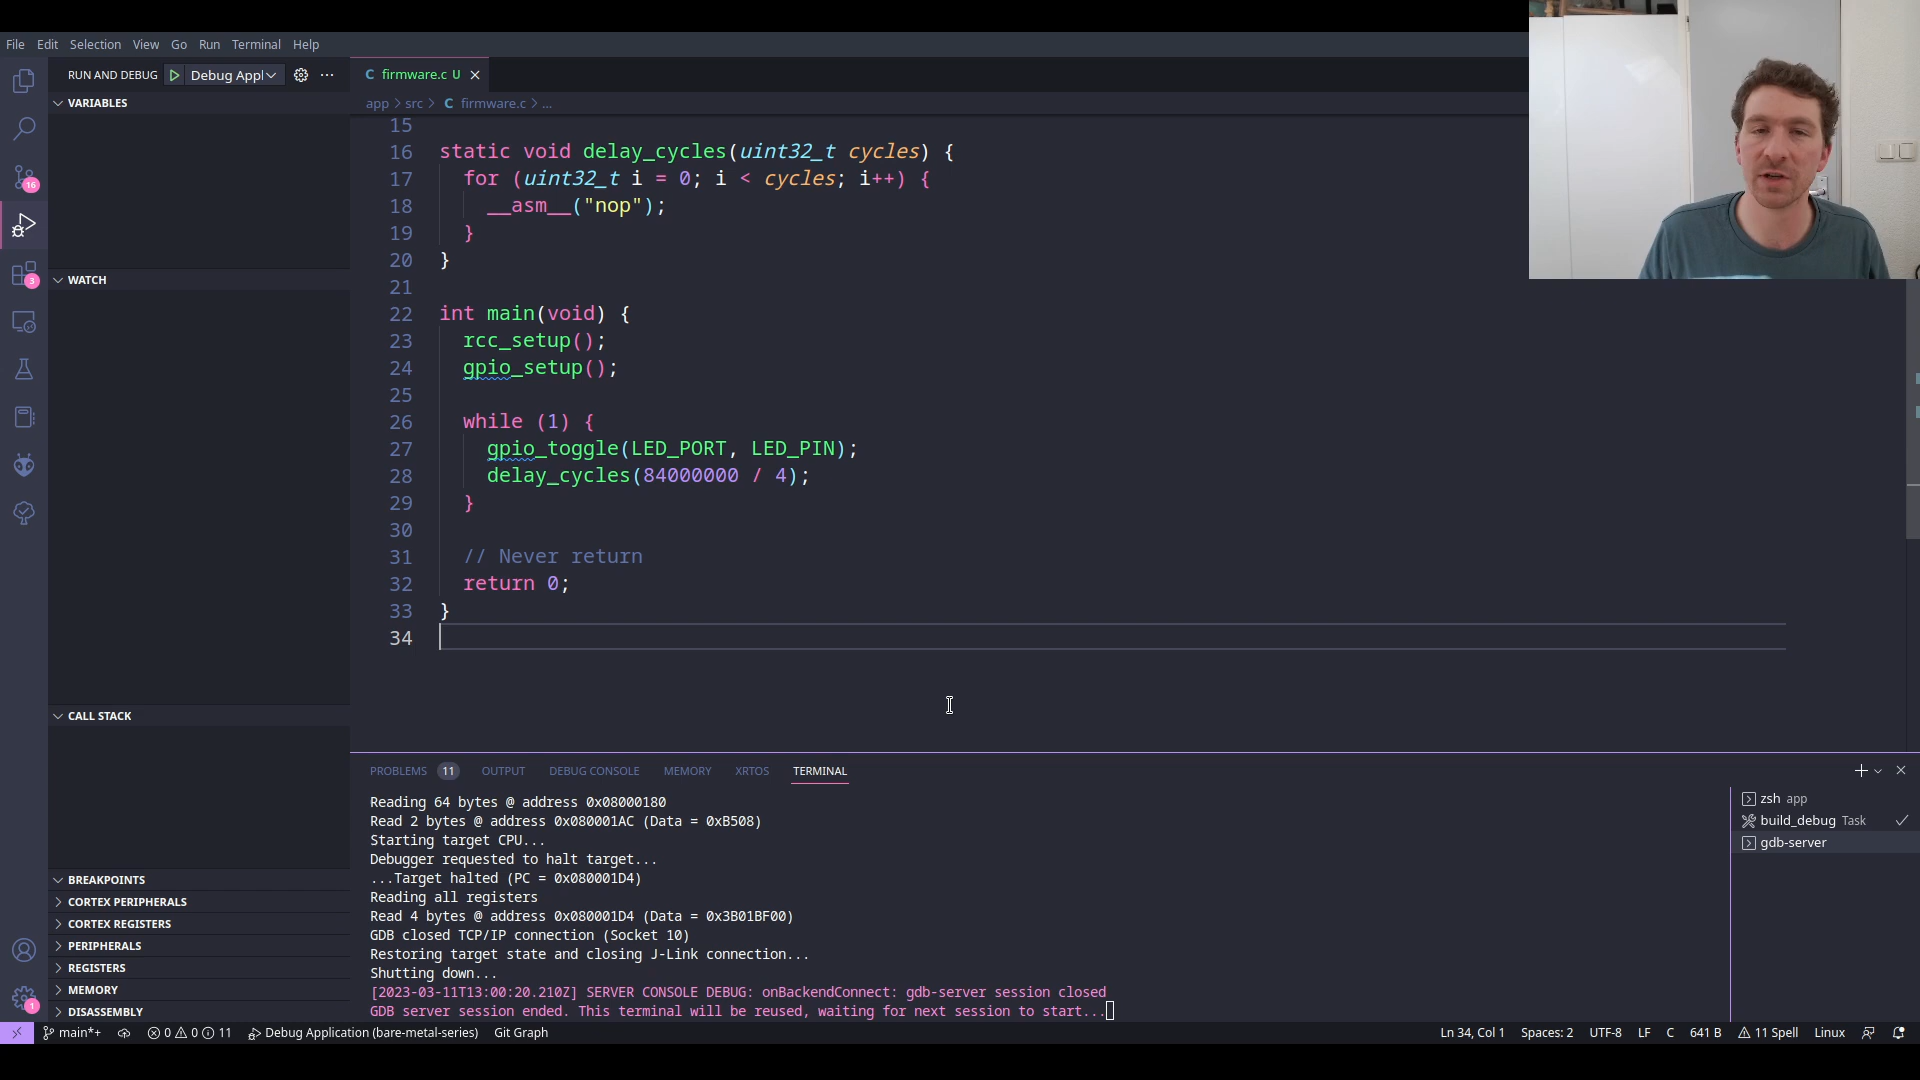 File Edit Selection View Go Run Terminal Help
RUN AND DEBUG Debug Appl ...
VARIABLES
WATCH
CALL STACK
BREAKPOINTS
CORTEX PERIPHERALS
CORTEX REGISTERS
PERIPHERALS
REGISTERS
MEMORY
DISASSEMBLY
16
3
1
C firmware.c U
app > src > C firmware.c > ...
15
16 static void delay_cycles(uint32_t cycles) {
17 for (uint32_t i = 0; i < cycles; i++) {
18 __asm__("nop");
19 }
20 }
21
22 int main(void) {
23 rcc_setup();
24 gpio_setup();
25
26 while (1) {
27 gpio_toggle(LED_PORT, LED_PIN);
28 delay_cycles(84000000 / 4);
29 }
30
31 // Never return
32 return 0;
33 }
34
PROBLEMS 11 OUTPUT DEBUG CONSOLE MEMORY XRTOS TERMINAL
Reading 64 bytes @ address 0x08000180
Read 2 bytes @ address 0x080001AC (Data = 0xB508)
Starting target CPU...
Debugger requested to halt target...
...Target halted (PC = 0x080001D4)
Reading all registers
Read 4 bytes @ address 0x080001D4 (Data = 0x3B01BF00)
GDB closed TCP/IP connection (Socket 10)
Restoring target state and closing J-Link connection...
Shutting down...
[2023-03-11T13:00:20.210Z] SERVER CONSOLE DEBUG: onBackendConnect: gdb-server session closed
GDB server session ended. This terminal will be reused, waiting for next session to start...
zsh app
build_debug Task
gdb-server
main*+ 0 0 11 Debug Application (bare-metal-series) Git Graph Ln 34, Col 1 Spaces: 2 UTF-8 LF C 641 B 11 Spell Linux